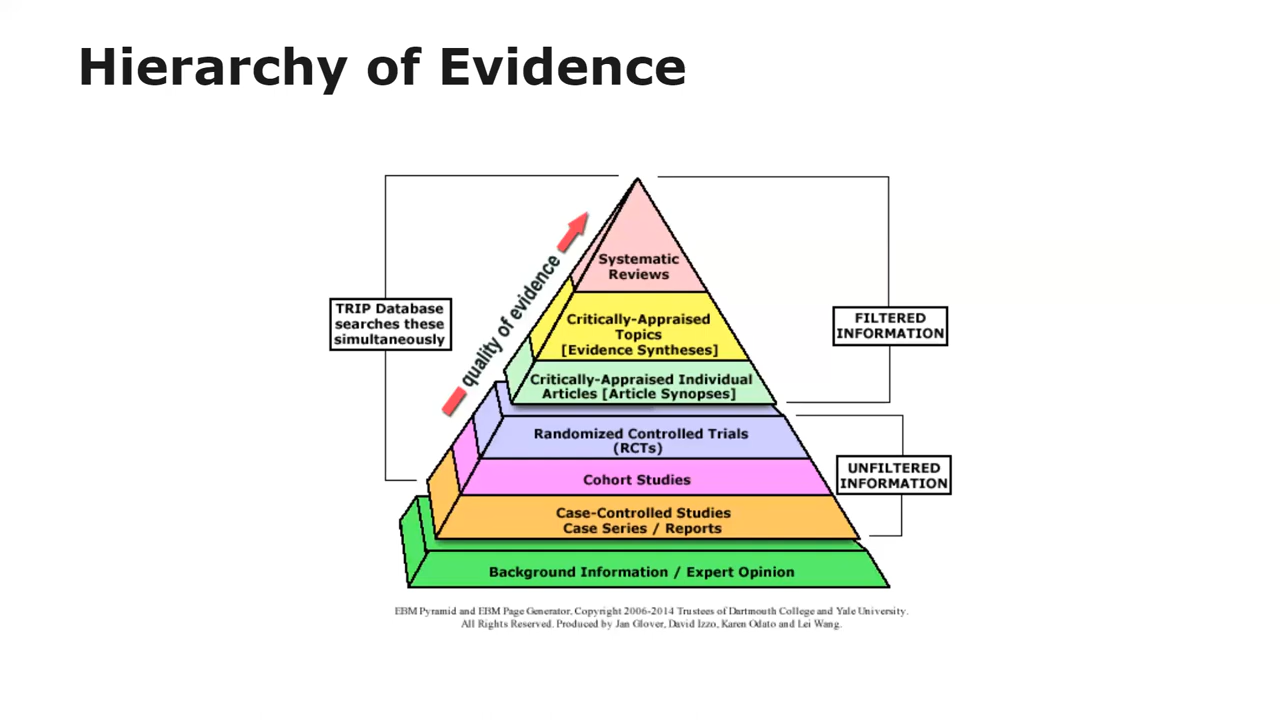 Hierarchy of Evidence
quality of evidence
Systematic
Reviews
TRIP Database
searches these
simultaneously
FILTERED
INFORMATION
Critically-Appraised
Topics
[Evidence Syntheses]
Critically-Appraised Individual
Articles [Article Synopses]
Randomized Controlled Trials
(RCTs)
UNFILTERED
INFORMATION
Cohort Studies
Case-Controlled Studies
Case Series / Reports
Background Information / Expert Opinion
EBM Pyramid and EBM Page Generator, Copyright 2006-2014 Trustees of Dartmouth College and Yale University.
All Rights Reserved. Produced by Jan Glover, David Izzo, Karen Odato and Lei Wang.